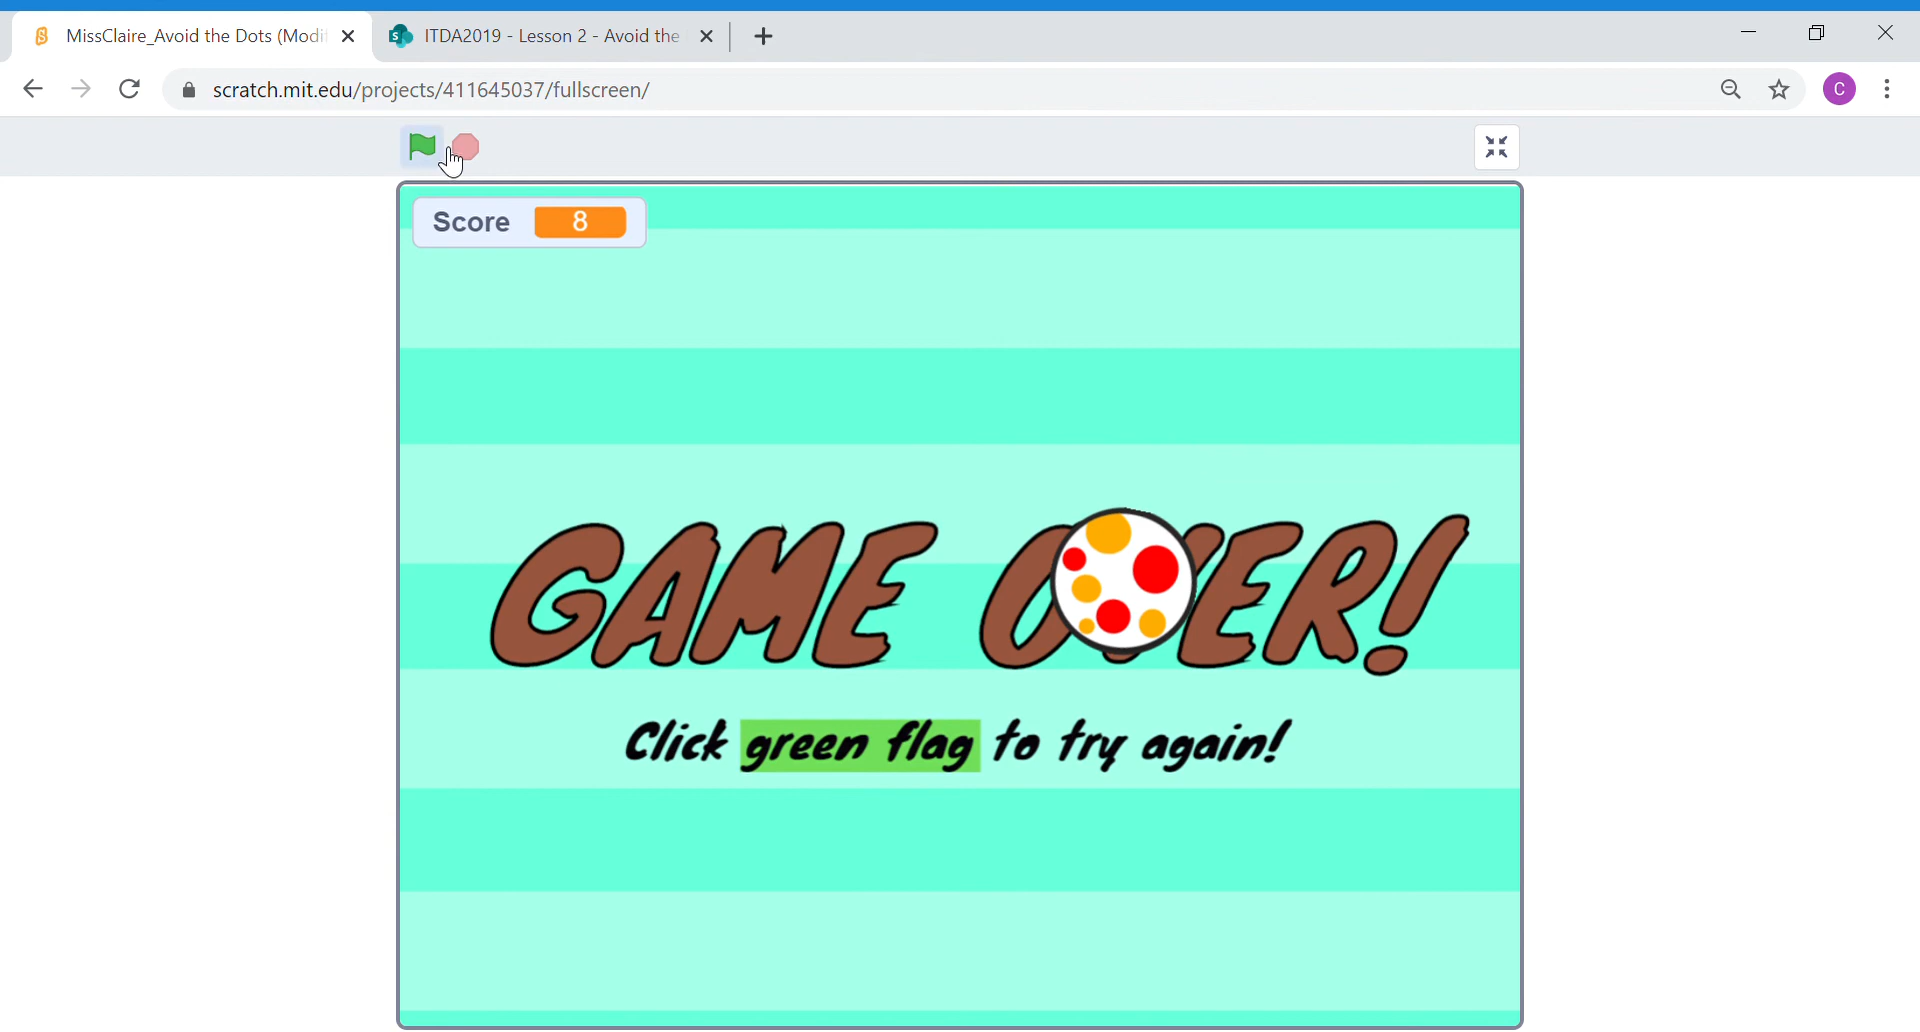 MissClaire_Avoid the Dots (Modi
ITDA2019 - Lesson 2 - Avoid the
scratch.mit.edu/projects/411645037/fullscreen/
C
Score 8
GAME OVER!
Click green flag to try again!